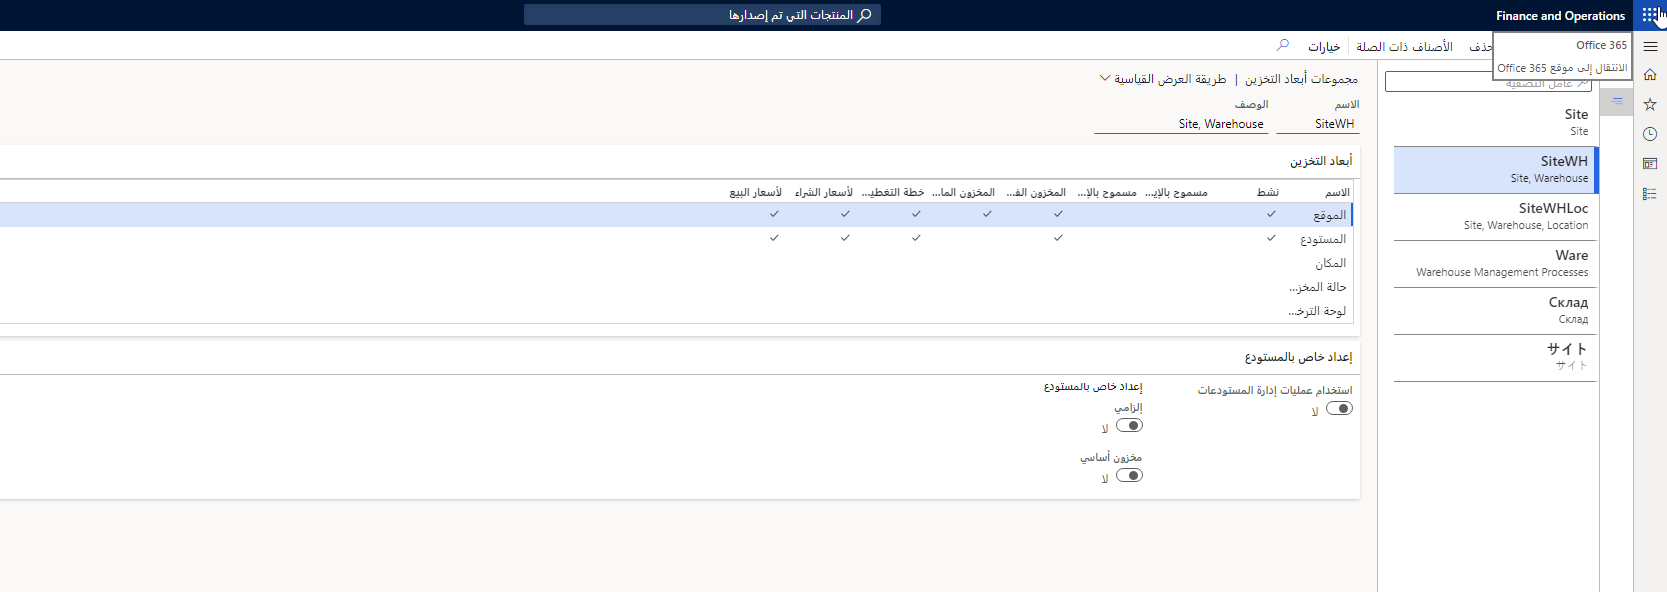 Finance and Operations
المنتجات التي تم إصدارها
Office 365
الانتقال إلى موقع Office 365
حذف
الأصناف ذات الصلة
خيارات
عامل التصفية
Site
Site
SiteWH
Site, Warehouse
SiteWHLoc
Site, Warehouse, Location
Ware
Warehouse Management Processes
Склад
Склад
サイト
サイト
مجموعات أبعاد التخزين | طريقة العرض القياسية
الاسم الوصف
SiteWH Site, Warehouse
أبعاد التخزين
الاسم نشط مسموح بالإيـ... مسموح بالإ... المخزون الفـ... المخزون الما... خطة التغطيـ... لأسعار الشراء لأسعار البيع
الموقع
المستودع
المكان
حالة المخز...
لوحة الترخـ...
إعداد خاص بالمستودع
استخدام عمليات إدارة المستودعات
لا
إعداد خاص بالمستودع
إلزامي
لا
مخزون أساسي
لا